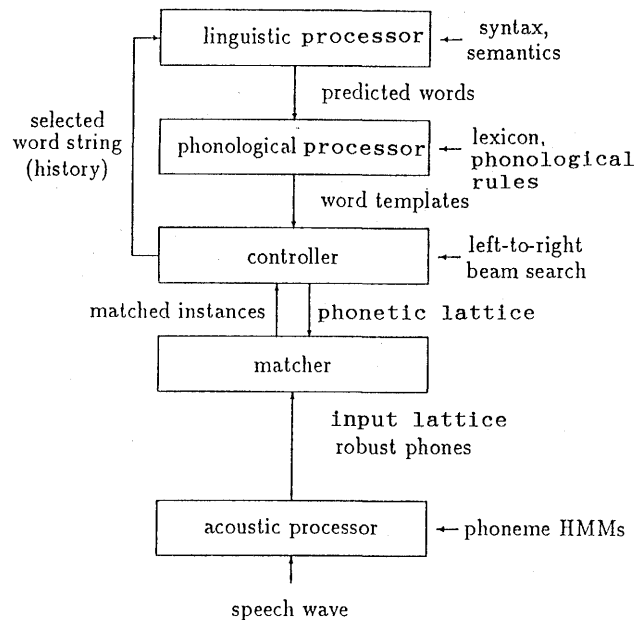 linguistic processor
syntax,
semantics
predicted words
selected
word string
(history)
phonological processor
lexicon,
phonological
rules
word templates
controller
left-to-right
beam search
matched instances
phonetic lattice
matcher
input lattice
robust phones
acoustic processor
phoneme HMMs
speech wave